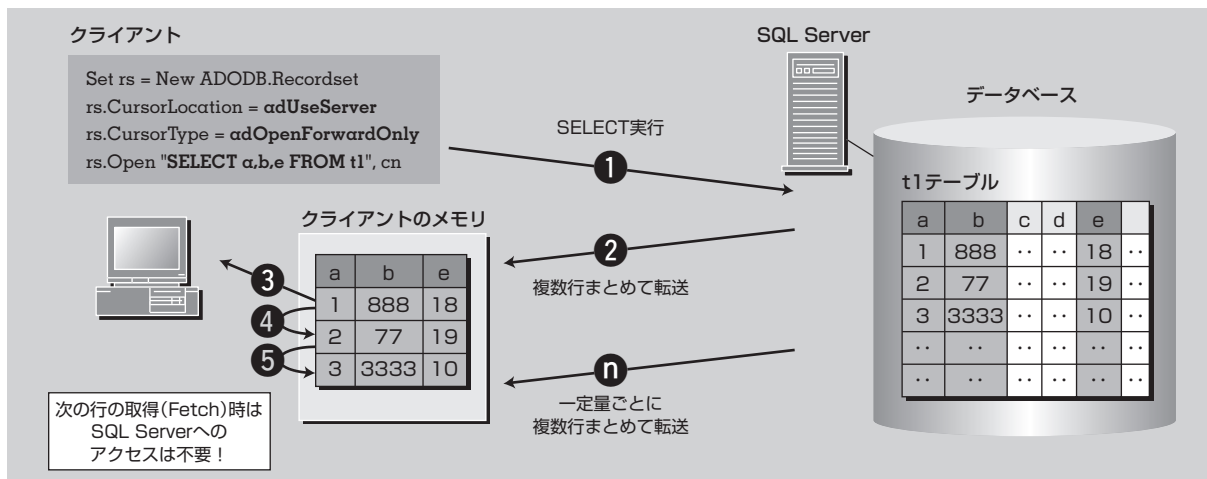 クライアント
Set rs = New ADODB.Recordset
rs.CursorLocation = adUseServer
rs.CursorType = adOpenForwardOnly
rs.Open "SELECT a,b,e FROM t1", cn
SELECT実行
1
SQL Server
データベース
t1テーブル
a b c d e
1 888 ‥ ‥ 18 ‥
2 77 ‥ ‥ 19 ‥
3 3333 ‥ ‥ 10 ‥
‥ ‥ ‥ ‥ ‥ ‥
‥ ‥ ‥ ‥ ‥ ‥
クライアントのメモリ
2
複数行まとめて転送
a b e
1 888 18
2 77 19
3 3333 10
3
4
5
n
一定量ごとに
複数行まとめて転送
次の行の取得(Fetch)時は
SQL Serverへの
アクセスは不要！